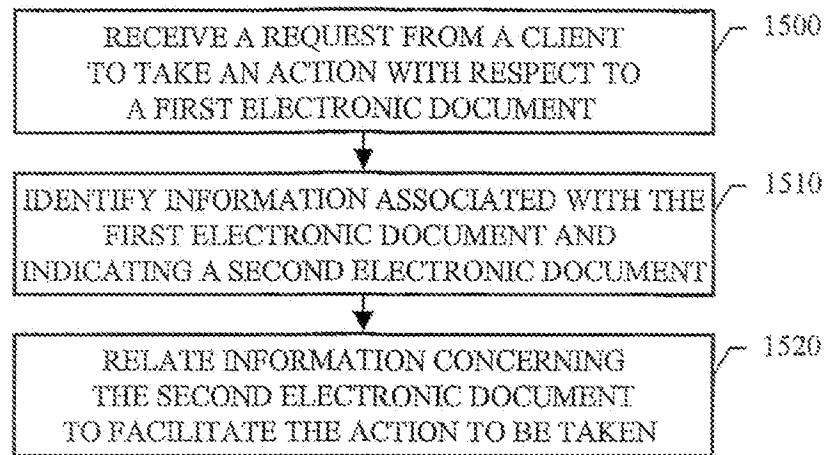 RECEIVE A REQUEST FROM A CLIENT
TO TAKE AN ACTION WITH RESPECT TO
A FIRST ELECTRONIC DOCUMENT
1500
IDENTIFY INFORMATION ASSOCIATED WITH THE
FIRST ELECTRONIC DOCUMENT AND
INDICATING A SECOND ELECTRONIC DOCUMENT
1510
RELATE INFORMATION CONCERNING
THE SECOND ELECTRONIC DOCUMENT
TO FACILITATE THE ACTION TO BE TAKEN
1520